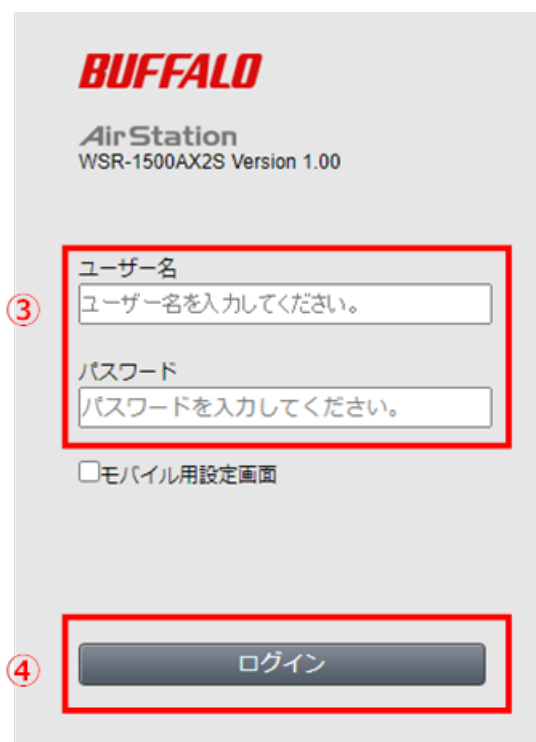 BUFFALO
AirStation
WSR-1500AX2S Version 1.00
ユーザー名
③
ユーザー名を入力してください。
パスワード
パスワードを入力してください。
モバイル用設定画面
④
ログイン